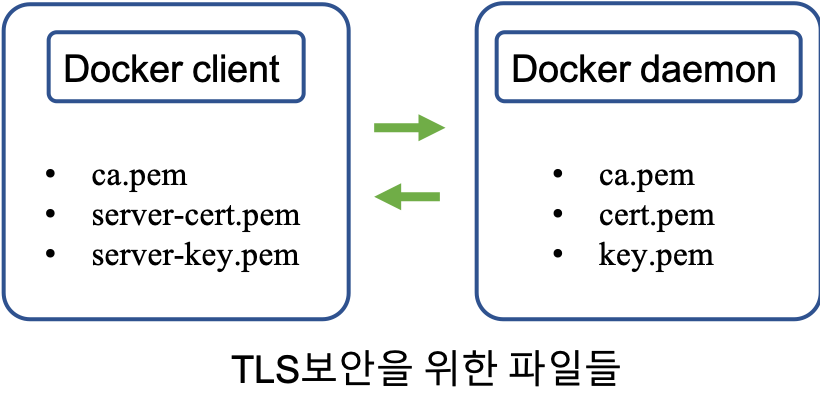 Docker client
• ca.pem
• server-cert.pem
• server-key.pem
Docker daemon
• ca.pem
• cert.pem
• key.pem
TLS보안을 위한 파일들